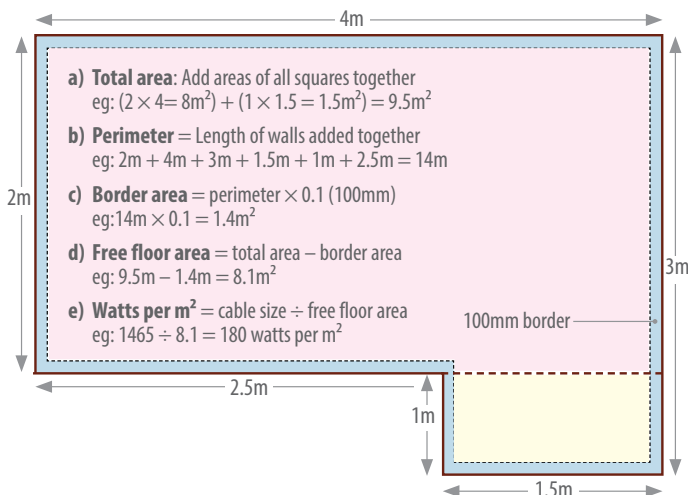 4m
a) Total area: Add areas of all squares together
eg: (2 × 4= 8m²) + (1 × 1.5 = 1.5m²) = 9.5m²
b) Perimeter = Length of walls added together
eg: 2m + 4m + 3m + 1.5m + 1m + 2.5m = 14m
2m
c) Border area = perimeter × 0.1 (100mm)
eg:14m × 0.1 = 1.4m²
d) Free floor area = total area – border area
eg: 9.5m – 1.4m = 8.1m²
3m
e) Watts per m² = cable size ÷ free floor area
eg: 1465 ÷ 8.1 = 180 watts per m²
100mm border
2.5m
1m
1.5m